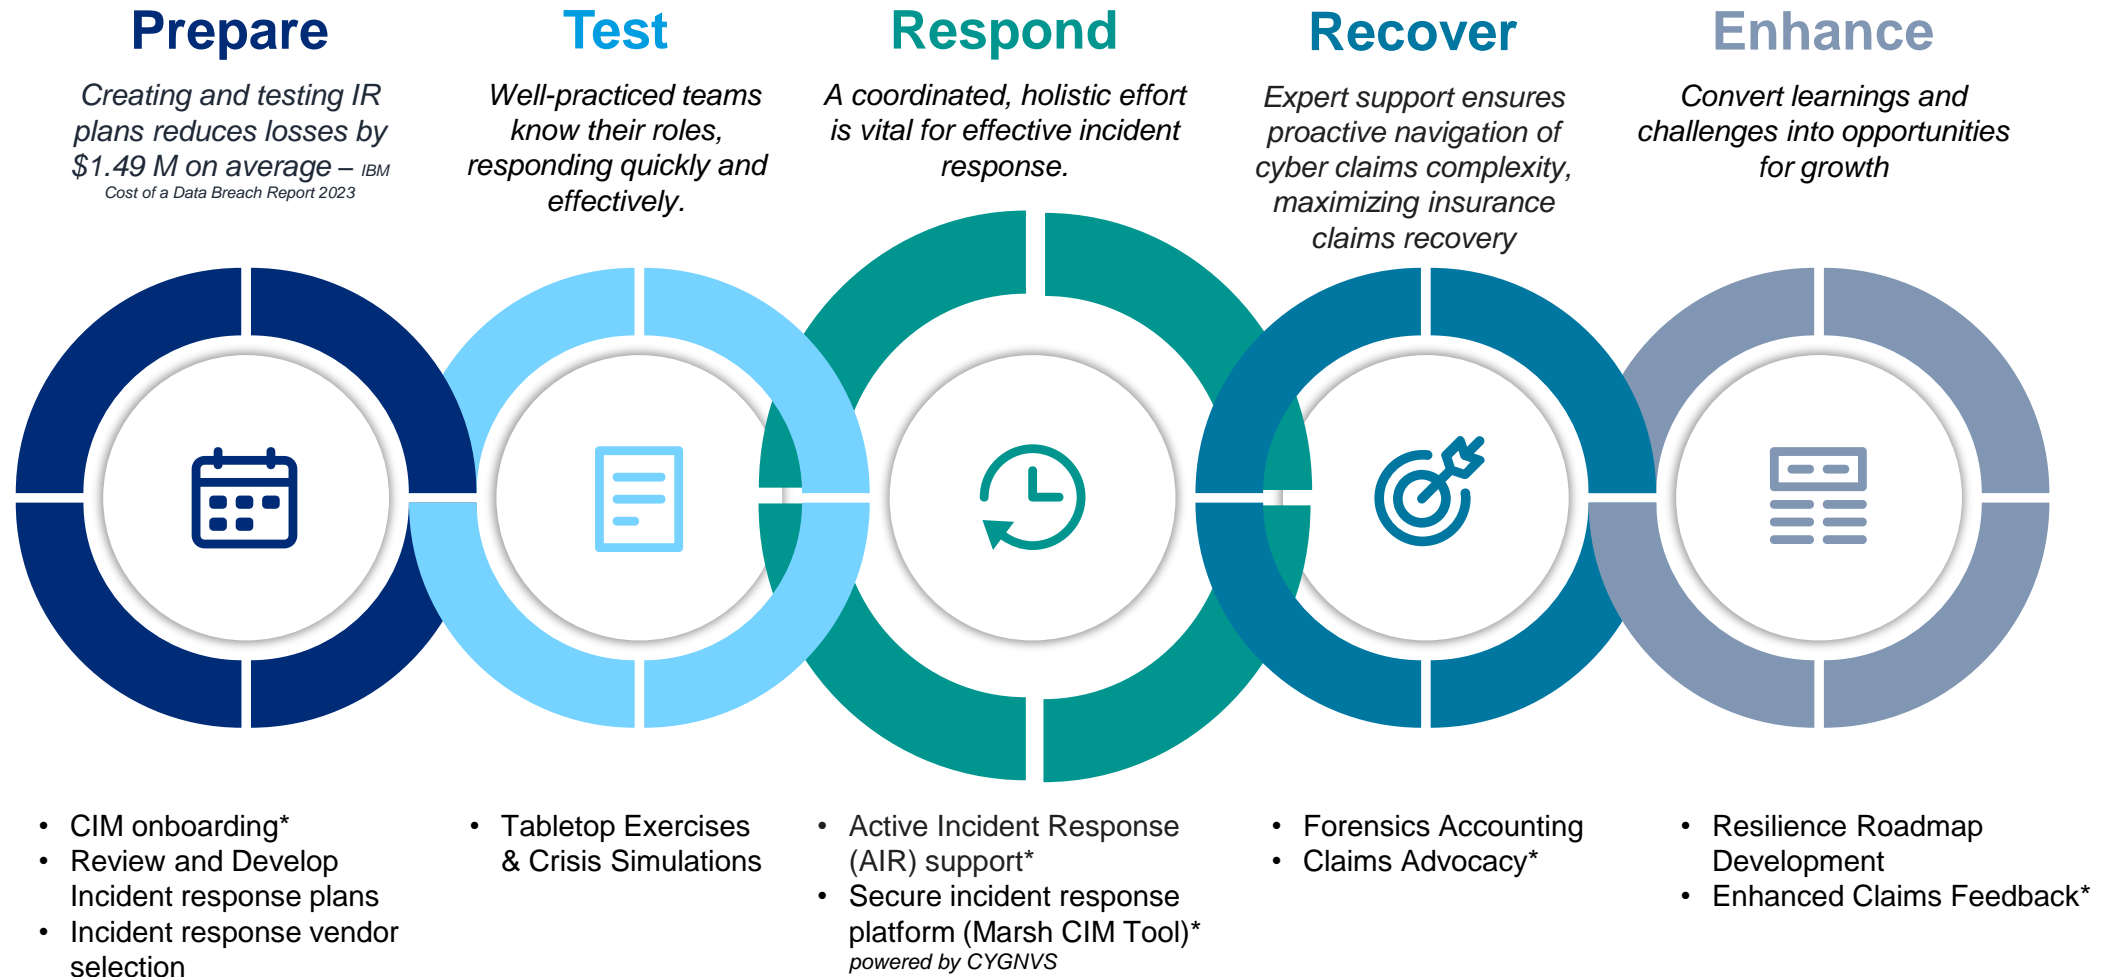 Prepare
Creating and testing IR
plans reduces losses by
$1.49 M on average – IBM
Cost of a Data Breach Report 2023
Test
Well-practiced teams
know their roles,
responding quickly and
effectively.
Respond
A coordinated, holistic effort
is vital for effective incident
response.
Recover
Expert support ensures
proactive navigation of
cyber claims complexity,
maximizing insurance
claims recovery
Enhance
Convert learnings and
challenges into opportunities
for growth
• CIM onboarding*
• Review and Develop
Incident response plans
• Incident response vendor
selection
• Tabletop Exercises
& Crisis Simulations
• Active Incident Response
(AIR) support*
• Secure incident response
platform (Marsh CIM Tool)*
powered by CYGNVS
• Forensics Accounting
• Claims Advocacy*
• Resilience Roadmap
Development
• Enhanced Claims Feedback*